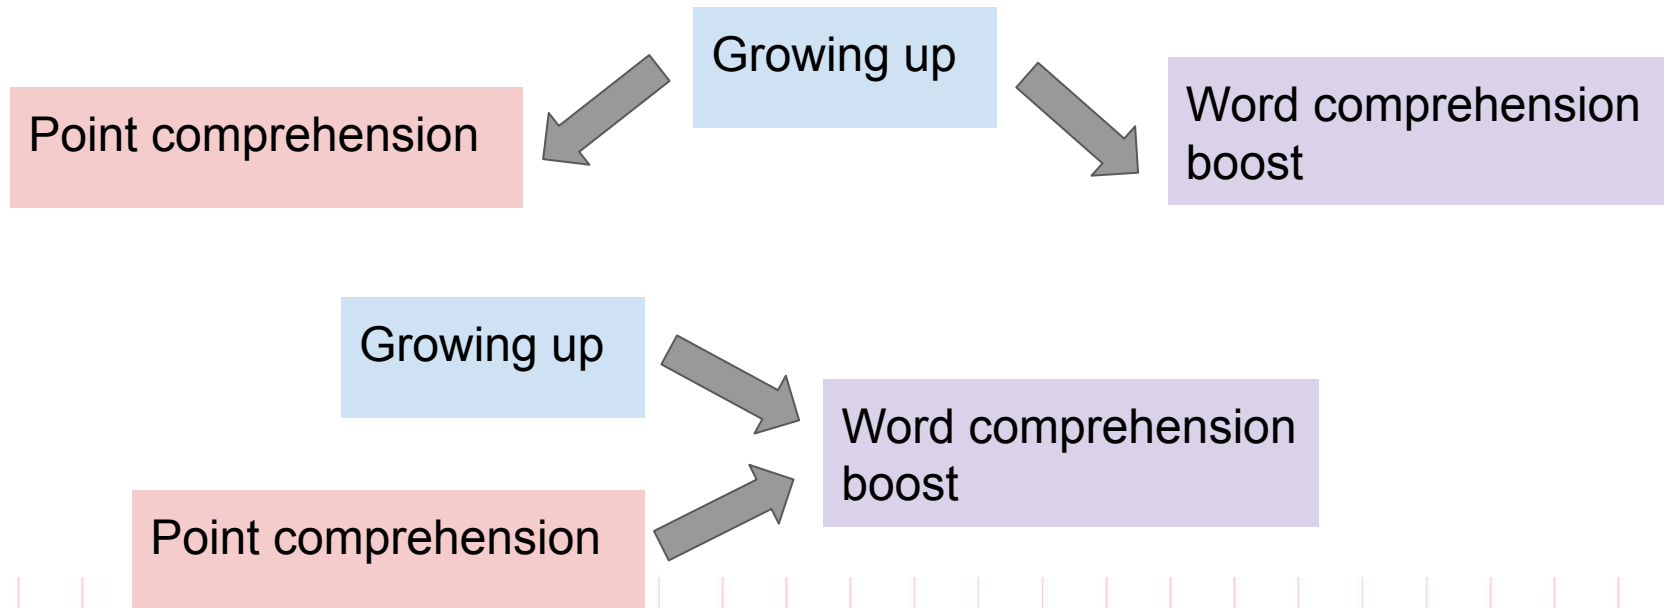 Growing up
Point comprehension
Word comprehension
boost
Growing up
Word comprehension
boost
Point comprehension